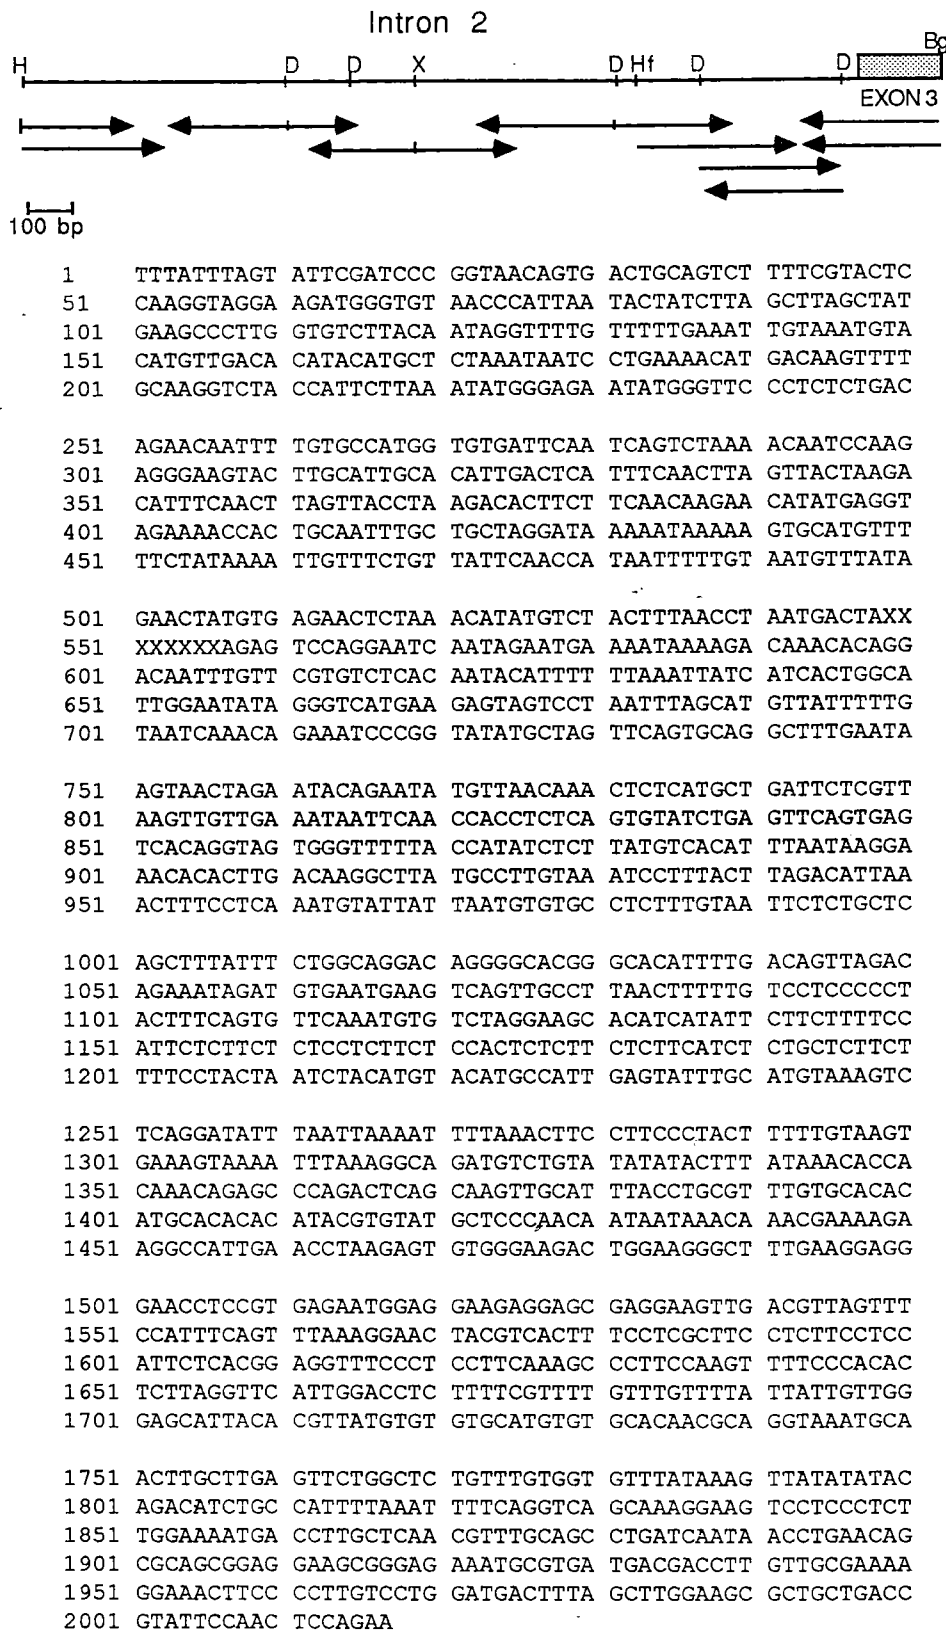 Intron 2
H D D X D Hf D D Bg
EXON 3
100 bp
1 TTTATTTAGT ATTCGATCCC GGTAACAGTG ACTGCAGTCT TTTCGTACTC
51 CAAGGTAGGA AGATGGGTGT AACCCATTAA TACTATCTTA GCTTAGCTAT
101 GAAGCCCTTG GTGTCTTACA ATAGGTTTTG TTTTTGAAAT TGTAAATGTA
151 CATGTTGACA CATACATGCT CTAAATAATC CTGAAAACAT GACAAGTTTT
201 GCAAGGTCTA CCATTCTTAA ATATGGGAGA ATATGGGTTC CCTCTCTGAC
251 AGAACAATTT TGTGCCATGG TGTGATTCAA TCAGTCTAAA ACAATCCAAG
301 AGGGAAGTAC TTGCATTGCA CATTGACTCA TTTCAACTTA GTTACTAAGA
351 CATTTCAACT TAGTTACCTA AGACACTTCT TCAACAAGAA CATATGAGGT
401 AGAAAACCAC TGCAATTTGC TGCTAGGATA AAAATAAAAA GTGCATGTTT
451 TTCTATAAAA TTGTTTCTGT TATTCAACCA TAATTTTTGT AATGTTTATA
501 GAACTATGTG AGAACTCTAA ACATATGTCT ACTTTAACCT AATGACTAXX
551 XXXXXXAGAG TCCAGGAATC AATAGAATGA AAATAAAAGA CAAACACAGG
601 ACAATTTGTT CGTGTCTCAC AATACATTTT TTAAATTATC ATCACTGGCA
651 TTGGAATATA GGGTCATGAA GAGTAGTCCT AATTTAGCAT GTTATTTTTG
701 TAATCAAACA GAAATCCCGG TATATGCTAG TTCAGTGCAG GCTTTGAATA
751 AGTAACTAGA ATACAGAATA TGTTAACAAA CTCTCATGCT GATTCTCGTT
801 AAGTTGTTGA AATAATTCAA CCACCTCTCA GTGTATCTGA GTTCAGTGAG
851 TCACAGGTAG TGGGTTTTTA CCATATCTCT TATGTCACAT TTAATAAGGA
901 AACACACTTG ACAAGGCTTA TGCCTTGTAA ATCCTTTACT TAGACATTAA
951 ACTTTCCTCA AATGTATTAT TAATGTGTGC CTCTTTGTAA TTCTCTGCTC
1001 AGCTTTATTT CTGGCAGGAC AGGGGCACGG GCACATTTTG ACAGTTAGAC
1051 AGAAATAGAT GTGAATGAAG TCAGTTGCCT TAACTTTTTG TCCTCCCCCT
1101 ACTTTCAGTG TTCAAATGTG TCTAGGAAGC ACATCATATT CTTCTTTTCC
1151 ATTCTCTTCT CTCCTCTTCT CCACTCTCTT CTCTTCATCT CTGCTCTTCT
1201 TTTCCTACTA ATCTACATGT ACATGCCATT GAGTATTTGC ATGTAAAGTC
1251 TCAGGATATT TAATTAAAAT TTTAAACTTC CTTCCCTACT TTTTGTAAGT
1301 GAAAGTAAAA TTTAAAGGCA GATGTCTGTA TATATACTTT ATAAACACCA
1351 CAAACAGAGC CCAGACTCAG CAAGTTGCAT TTACCTGCGT TTGTGCACAC
1401 ATGCACACAC ATACGTGTAT GCTCCCAACA ATAATAAACA AACGAAAAGA
1451 AGGCCATTGA ACCTAAGAGT GTGGGAAGAC TGGAAGGGCT TTGAAGGAGG
1501 GAACCTCCGT GAGAATGGAG GAAGAGGAGC GAGGAAGTTG ACGTTAGTTT
1551 CCATTTCAGT TTAAAGGAAC TACGTCACTT TCCTCGCTTC CTCTTCCTCC
1601 ATTCTCACGG AGGTTTCCCT CCTTCAAAGC CCTTCCAAGT TTTCCCACAC
1651 TCTTAGGTTC ATTGGACCTC TTTTCGTTTT GTTTGTTTTA TTATTGTTGG
1701 GAGCATTACA CGTTATGTGT GTGCATGTGT GCACAACGCA GGTAAATGCA
1751 ACTTGCTTGA GTTCTGGCTC TGTTTGTGGT GTTTATAAAG TTATATATAC
1801 AGACATCTGC CATTTTAAAT TTTCAGGTCA GCAAAGGAAG TCCTCCCTCT
1851 TGGAAAATGA CCTTGCTCAA CGTTTGCAGC CTGATCAATA ACCTGAACAG
1901 CGCAGCGGAG GAAGCGGGAG AAATGCGTGA TGACGACCTT GTTGCGAAAA
1951 GGAAACTTCC CCTTGTCCTG GATGACTTTA GCTTGGAAGC GCTGCTGACC
2001 GTATTCCAAC TCCAGAA